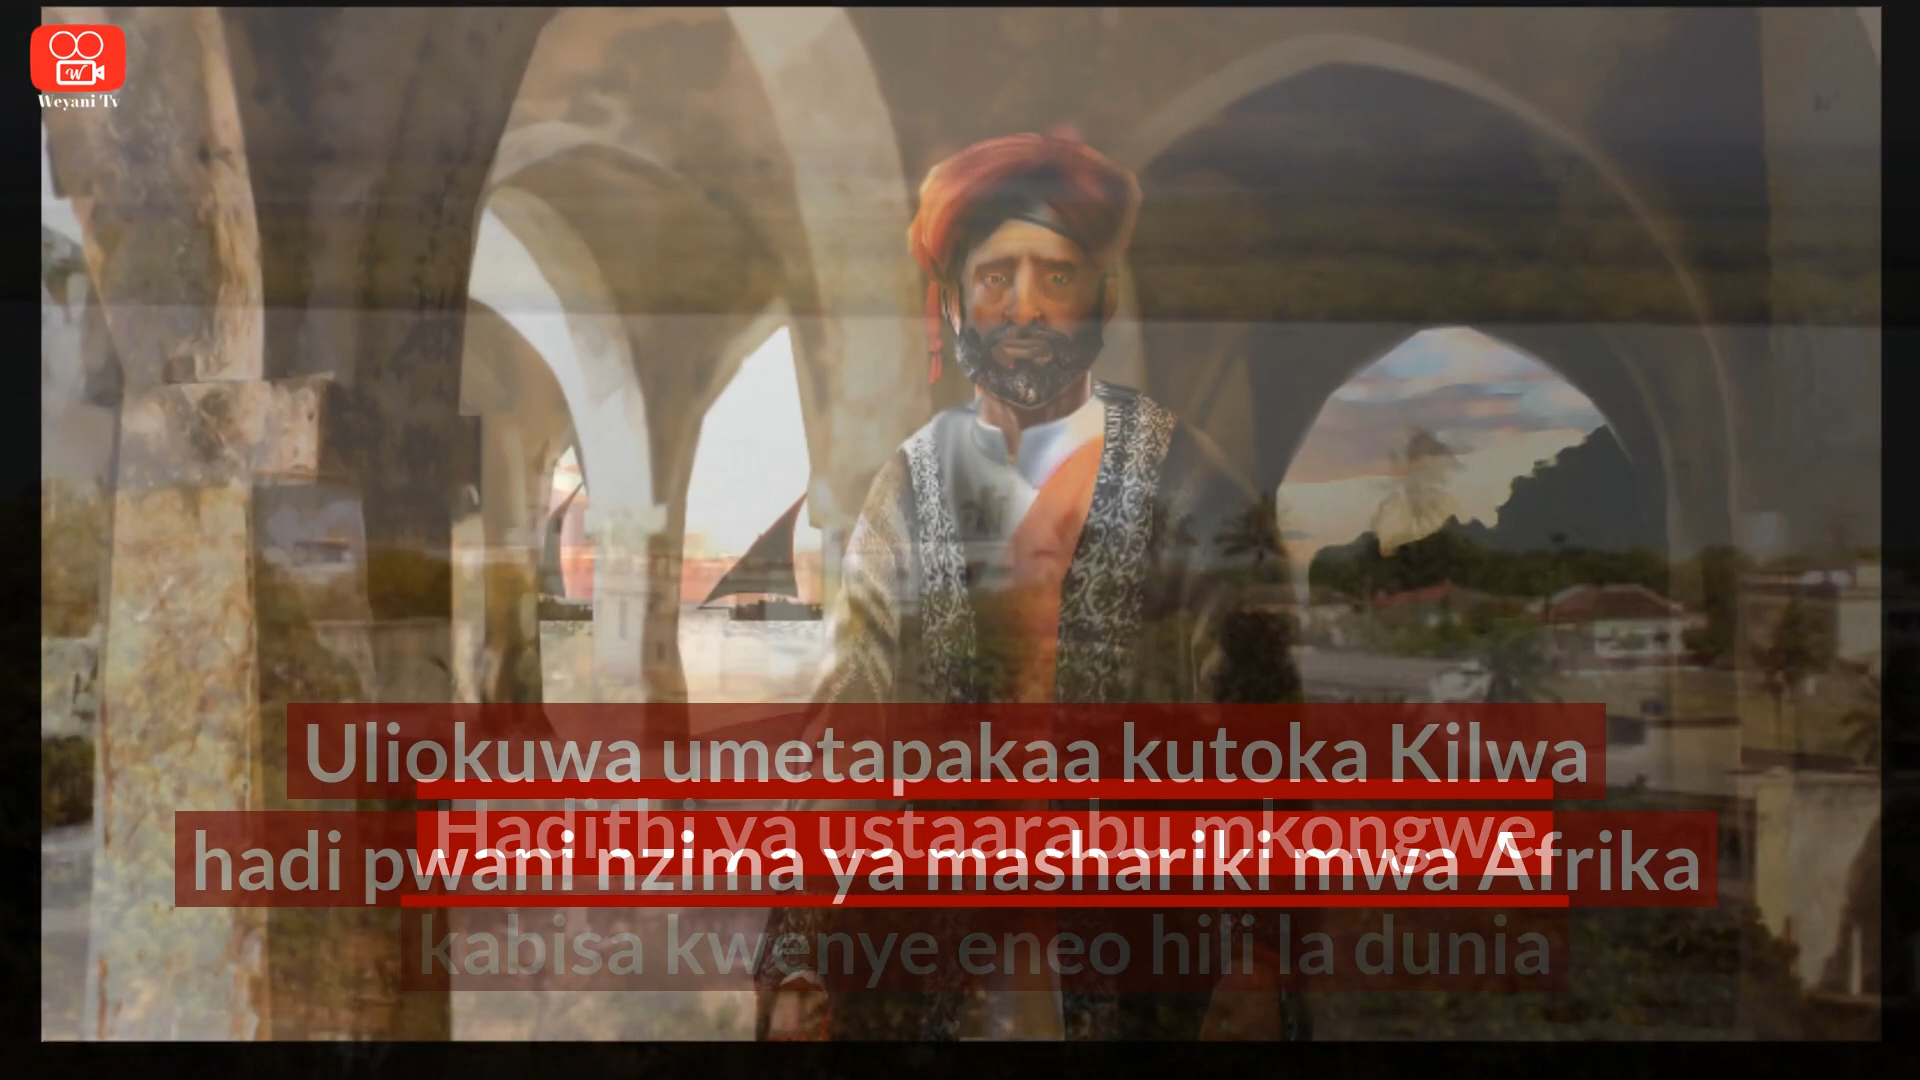 Weyani Tv
Uliokuwa umetapakaa kutoka Kilwa
hadi pwani nzima ya mashariki mwa Afrika
Hadithi ya ustaarabu mkongwe
kabisa kwenye eneo hili la dunia